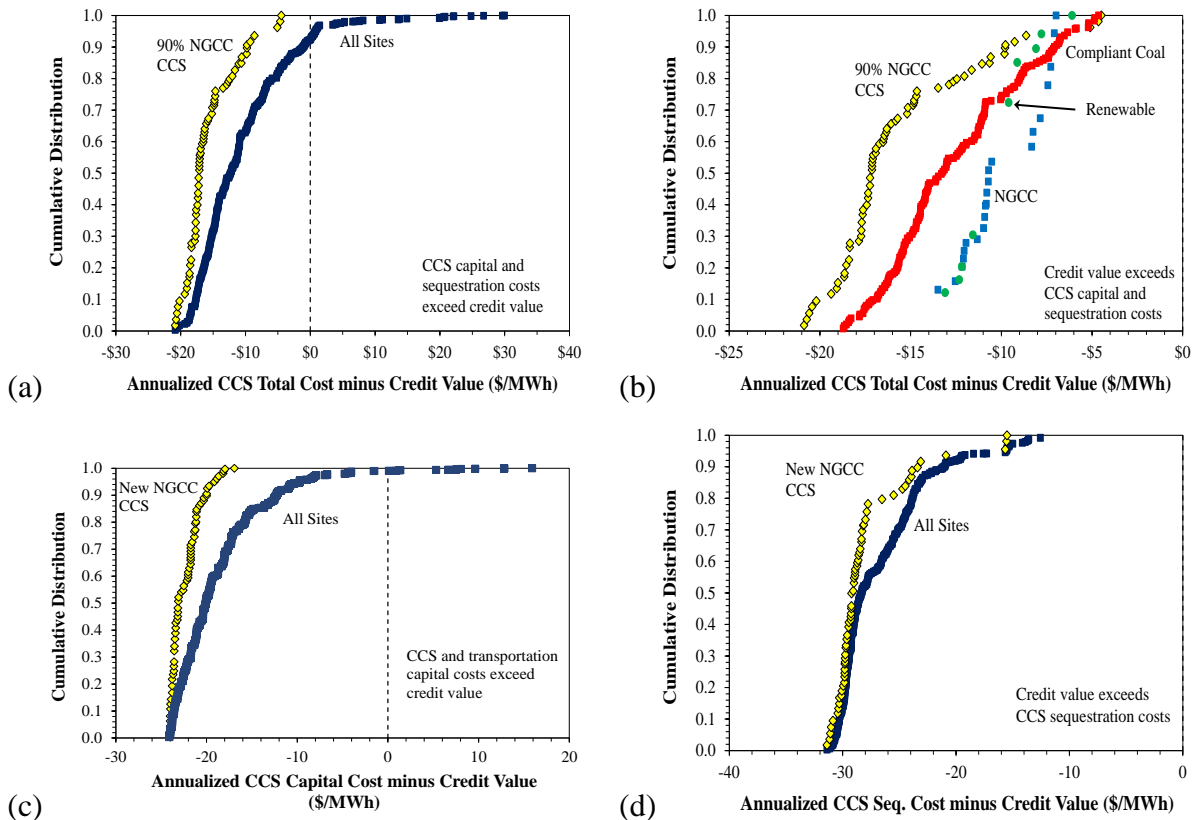 1.0
0.9
0.8
0.7
0.6
0.5
0.4
0.3
0.2
0.1
0.0
Cumulative Distribution
90% NGCC
CCS
All Sites
CCS capital and
sequestration costs
exceed credit value
-$30 -$20 -$10 $0 $10 $20 $30 $40
Annualized CCS Total Cost minus Credit Value ($/MWh)
(a)
1.0
0.9
0.8
0.7
0.6
0.5
0.4
0.3
0.2
0.1
0.0
Cumulative Distribution
90% NGCC
CCS
Compliant Coal
Renewable
NGCC
Credit value exceeds
CCS capital and
sequestration costs
-$25 -$20 -$15 -$10 -$5 $0
Annualized CCS Total Cost minus Credit Value ($/MWh)
(b)
1.0
0.9
0.8
0.7
0.6
0.5
0.4
0.3
0.2
0.1
0.0
Cumulative Distribution
New NGCC
CCS
All Sites
CCS and transportation
capital costs exceed
credit value
-30 -20 -10 0 10 20
Annualized CCS Capital Cost minus Credit Value
($/MWh)
(c)
1.0
0.9
0.8
0.7
0.6
0.5
0.4
0.3
0.2
0.1
0.0
Cumulative Distribution
New NGCC
CCS
All Sites
Credit value exceeds
CCS sequestration costs
-40 -30 -20 -10 0
Annualized CCS Seq. Cost minus Credit Value ($/MWh)
(d)